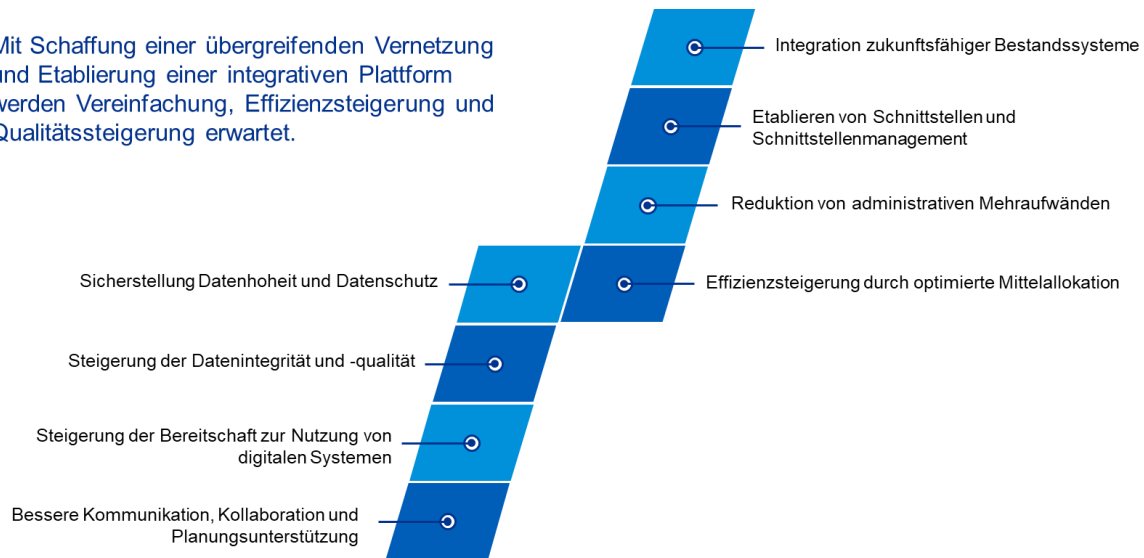 Mit Schaffung einer übergreifenden Vernetzung
und Etablierung einer integrativen Plattform
werden Vereinfachung, Effizienzsteigerung und
Qualitätssteigerung erwartet.
Integration zukunftsfähiger Bestandssysteme
Etablieren von Schnittstellen und
Schnittstellenmanagement
Reduktion von administrativen Mehraufwänden
Effizienzsteigerung durch optimierte Mittelallokation
Sicherstellung Datenhoheit und Datenschutz
Steigerung der Datenintegrität und -qualität
Steigerung der Bereitschaft zur Nutzung von
digitalen Systemen
Bessere Kommunikation, Kollaboration und
Planungsunterstützung